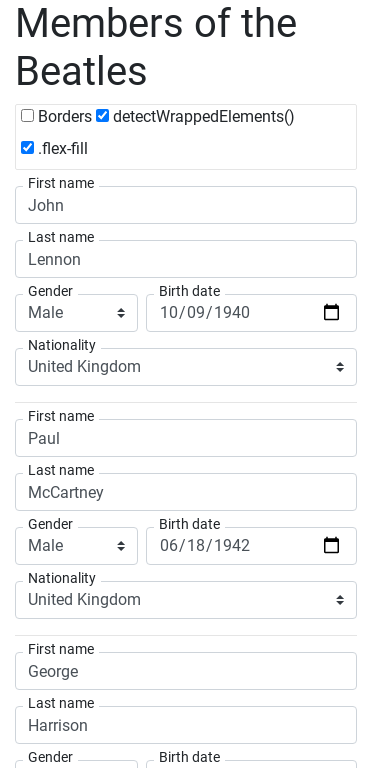 Members of the
Beatles
Borders detectWrappedElements()
.flex-fill
First name
John
Last name
Lennon
Gender Birth date
Male 10/09/1940
Nationality
United Kingdom
First name
Paul
Last name
McCartney
Gender Birth date
Male 06/18/1942
Nationality
United Kingdom
First name
George
Last name
Harrison
Gender Birth date